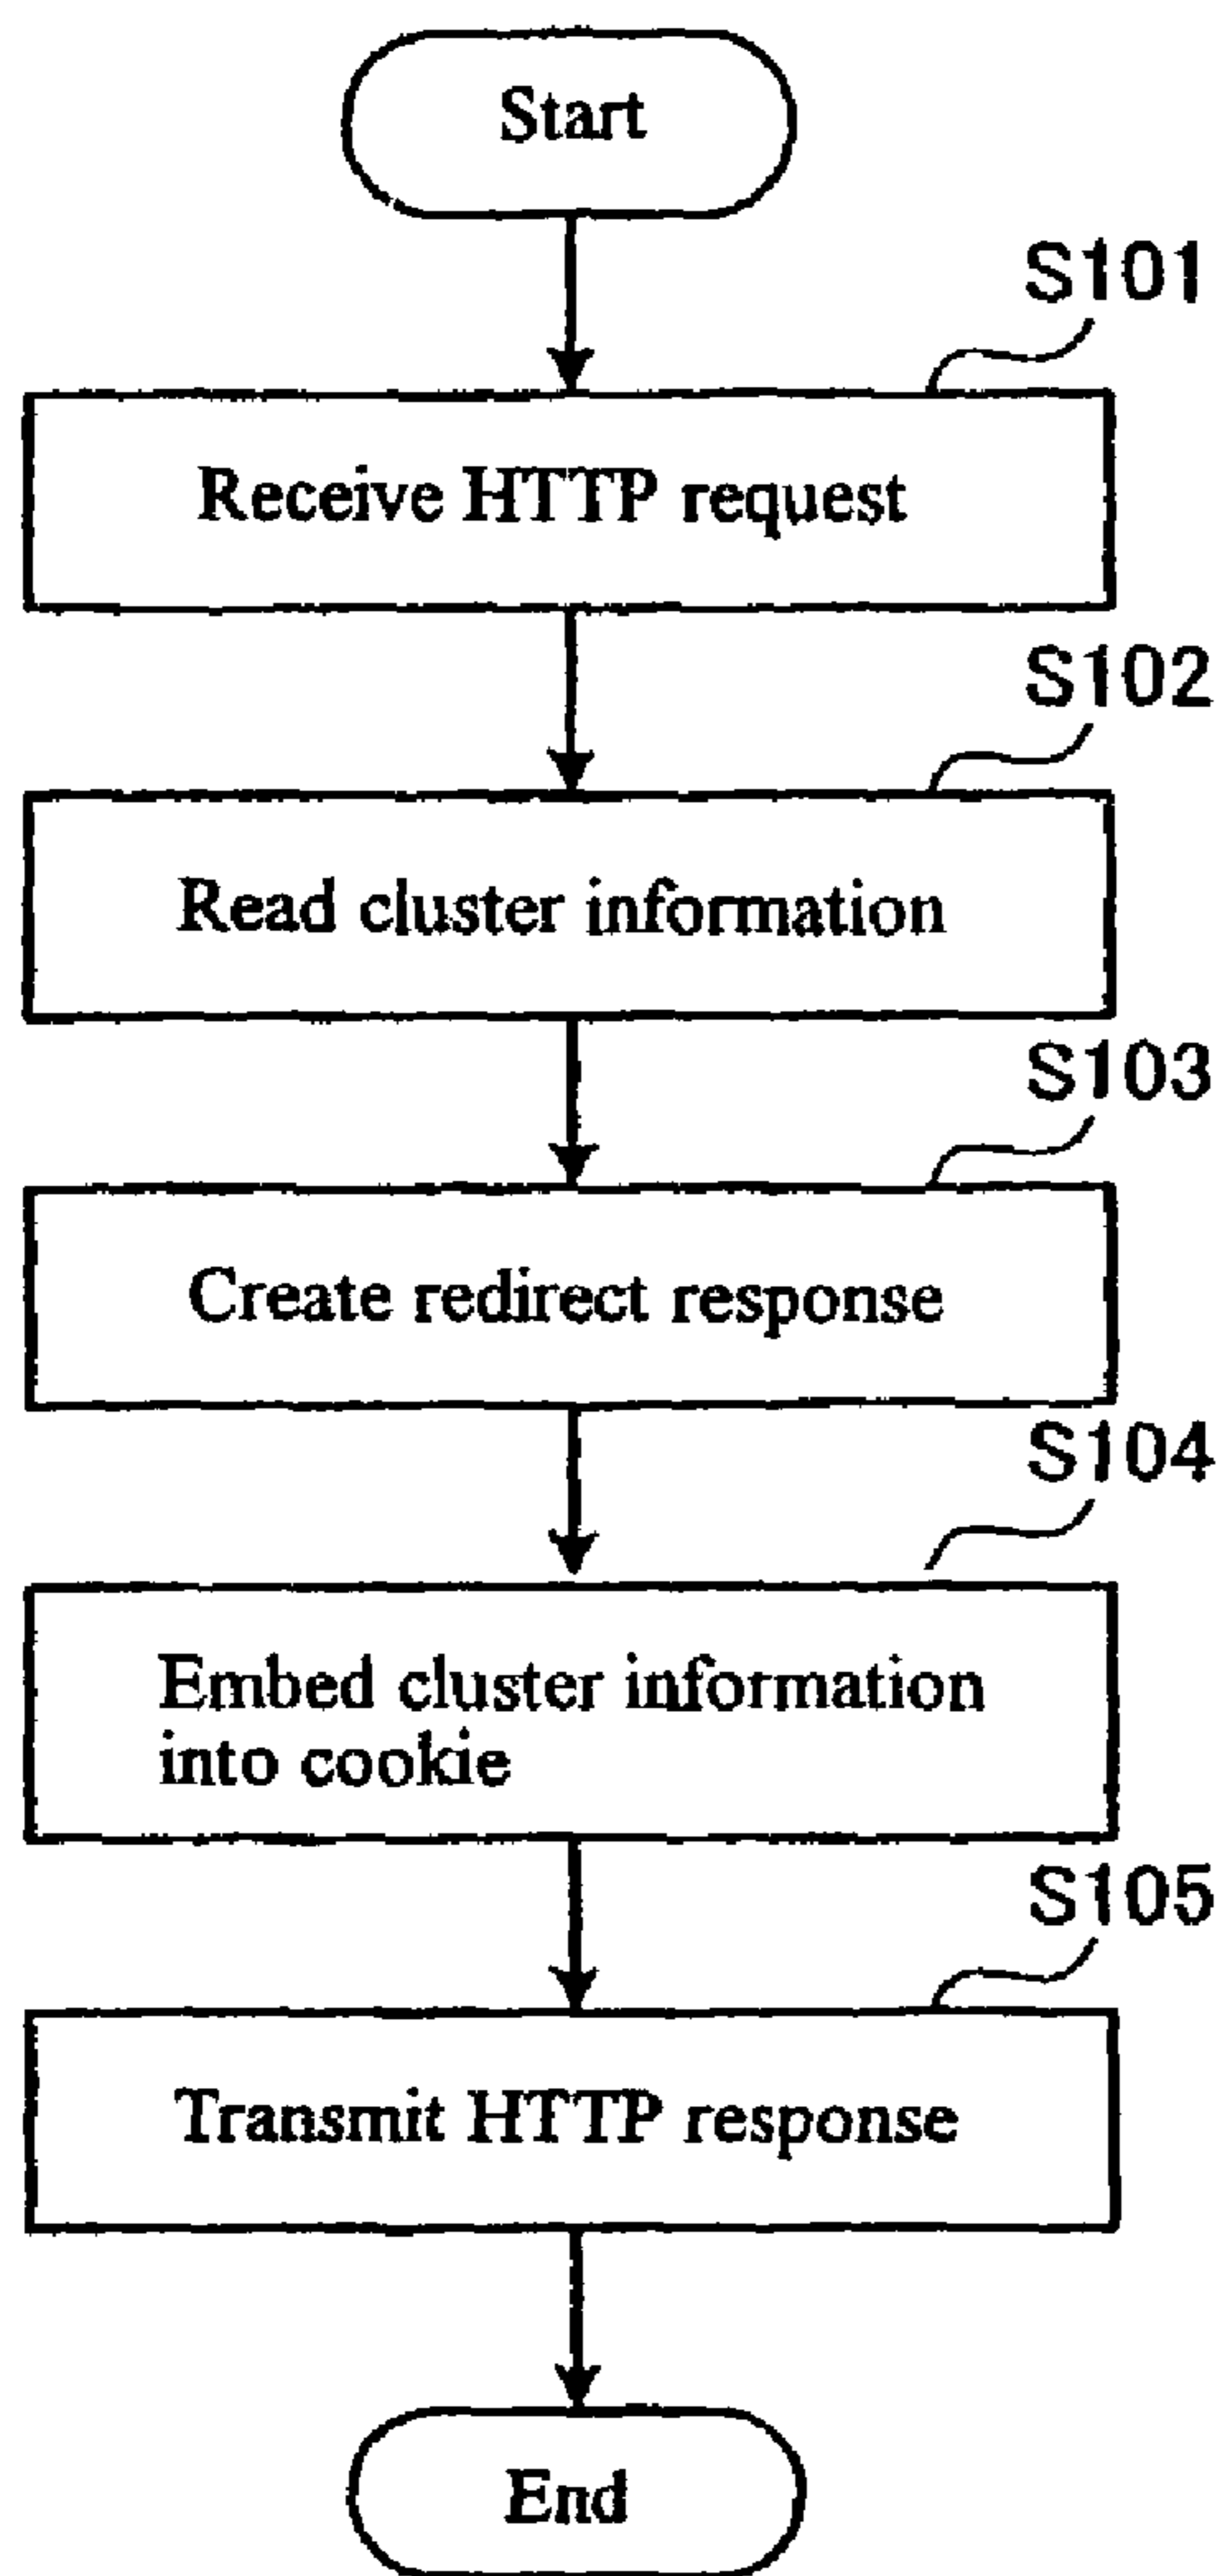 Start
S101
Receive HTTP request
S102
Read cluster information
S103
Create redirect response
S104
Embed cluster information
into cookie
S105
Transmit HTTP response
End